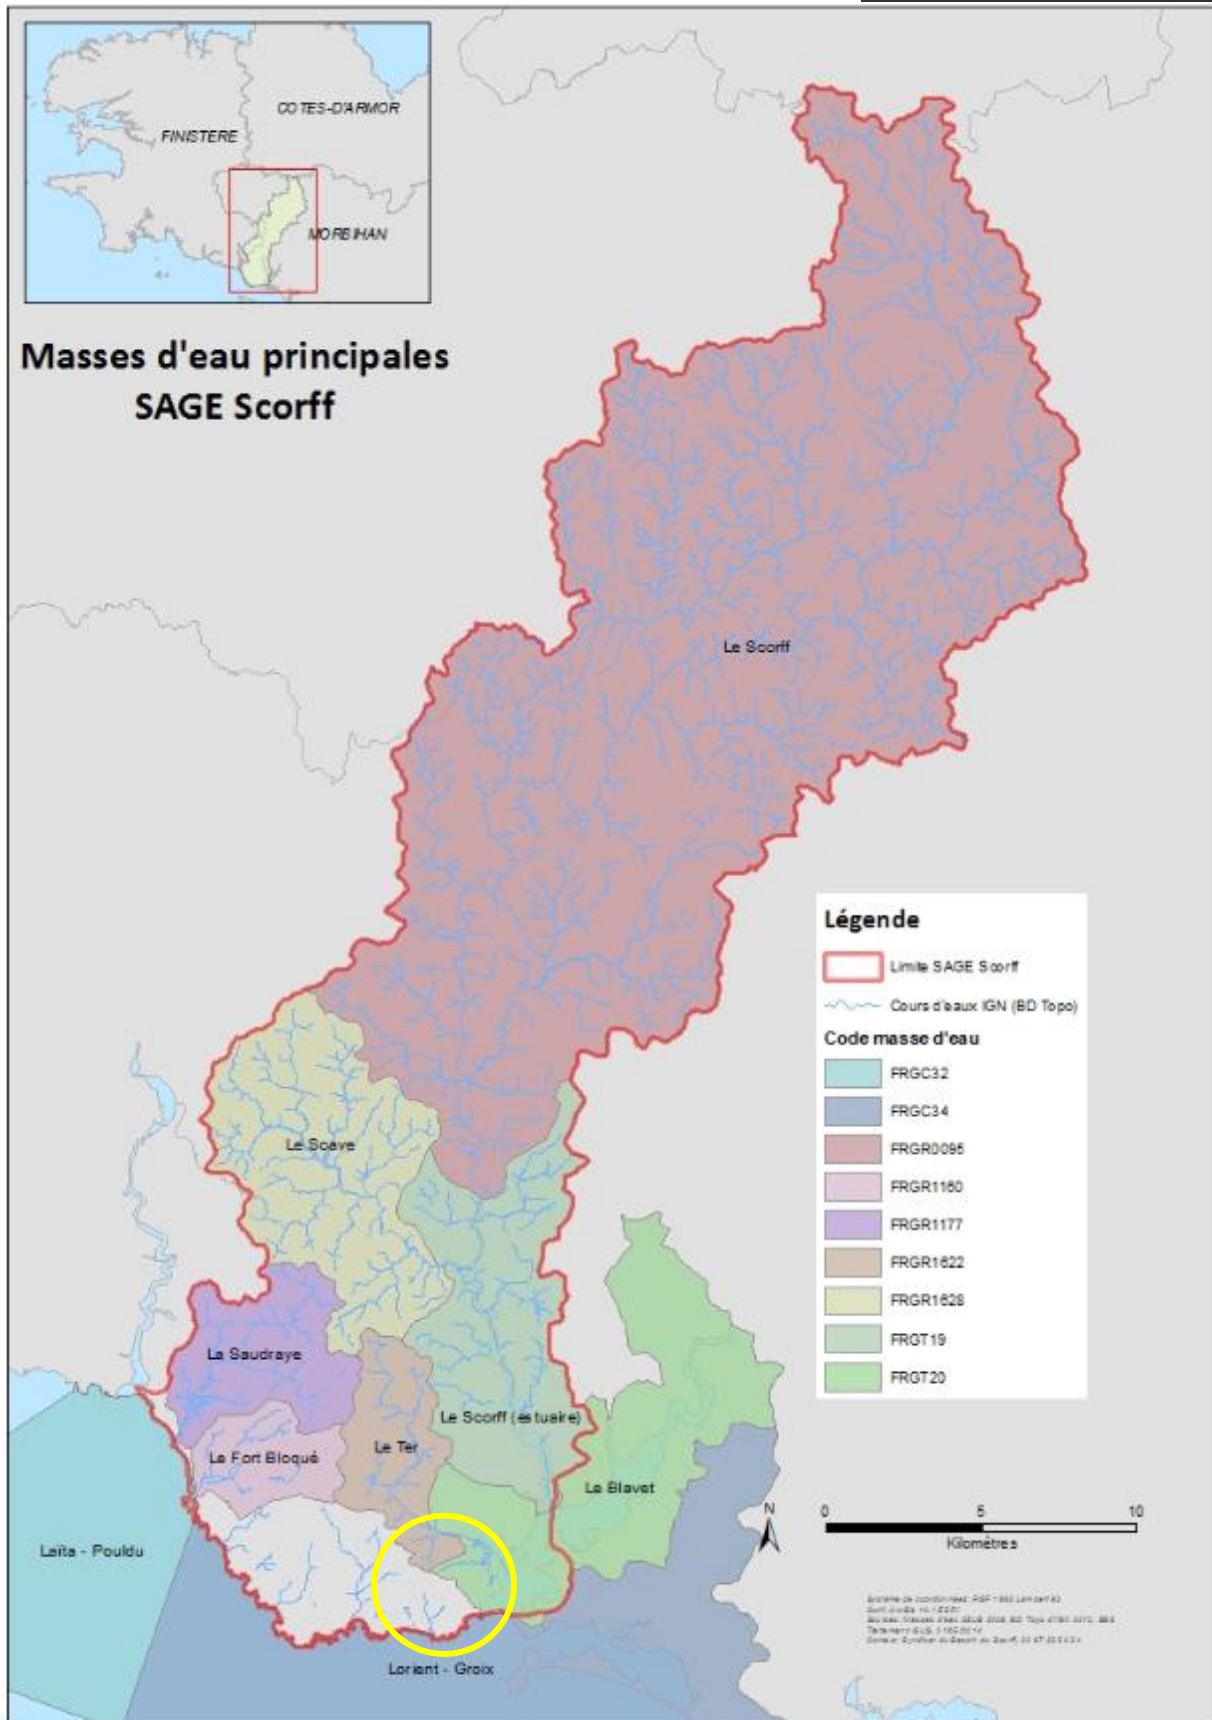 COTES-D'ARMOR
FINISTERE
MORBIHAN
Masses d'eau principales
SAGE Scorff
Le Scorff
Légende
Limite SAGE Scorff
Cours d'eaux IGN (BD Topo)
Code masse d'eau
FRGC32
FRGC34
FRGR0095
FRGR1160
FRGR1177
FRGR1622
FRGR1628
FRGT19
FRGT20
Le Scave
La Saudraye
Le Scorff (estuaire)
Le Ter
Le Fort Bloqué
Le Blavet
N
0 5 10
Kilomètres
Laïta - Pouldu
Lorient - Groix